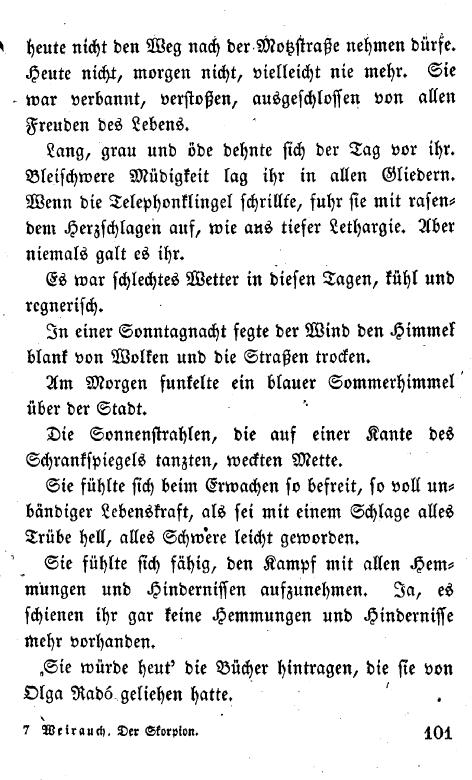 heute nicht den Weg nach der Motzstraße nehmen dürfe.
Heute nicht, morgen nicht, vielleicht nie mehr. Sie
war verbannt, verstoßen, ausgeschlossen von allen
Freuden des Lebens.
Lang, grau und öde dehnte sich der Tag vor ihr.
Bleischwere Müdigkeit lag ihr in allen Gliedern.
Wenn die Telephonklingel schrillte, fuhr sie mit rasen-
dem Herzschlagen auf, wie aus tiefer Lethargie. Aber
niemals galt es ihr.
Es war schlechtes Wetter in diesen Tagen, kühl und
regnerisch.
In einer Sonntagnacht fegte der Wind den Himmel
blank von Wolken und die Straßen trocken.
Am Morgen funkelte ein blauer Sommerhimmel
über der Stadt.
Die Sonnenstrahlen, die auf einer Kante des
Schrankspiegels tanzten, weckten Mette.
Sie fühlte sich beim Erwachen so befreit, so voll un-
bändiger Lebenskraft, als sei mit einem Schlage alles
Trübe hell, alles Schwere leicht geworden.
Sie fühlte sich fähig, den Kampf mit allen Hem-
mungen und Hindernissen aufzunehmen. Ja, es
schienen ihr gar keine Hemmungen und Hindernisse
mehr vorhanden.
Sie würde heut' die Bücher hintragen, die sie von
Olga Radó geliehen hatte.
7 Weirauch, Der Skorpion. 101